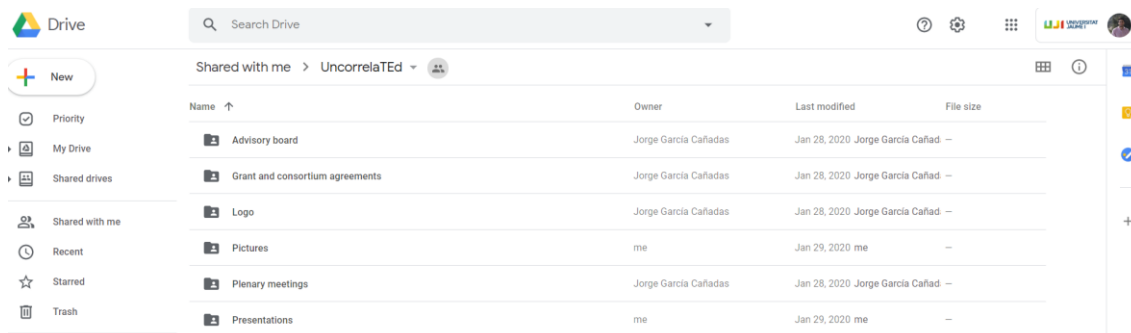 Drive
Search Drive
UJI UNIVERSITAT JAUME I
New
Shared with me > UncorrelaTEd
Name Owner Last modified File size
Priority
Advisory board Jorge García Cañadas Jan 28, 2020 Jorge García Cañad —
My Drive
Grant and consortium agreements Jorge García Cañadas Jan 28, 2020 Jorge García Cañad —
Shared drives
Logo Jorge García Cañadas Jan 28, 2020 Jorge García Cañad —
Shared with me
Pictures me Jan 29, 2020 me —
Recent
Plenary meetings Jorge García Cañadas Jan 28, 2020 Jorge García Cañad —
Starred
Presentations me Jan 29, 2020 me —
Trash